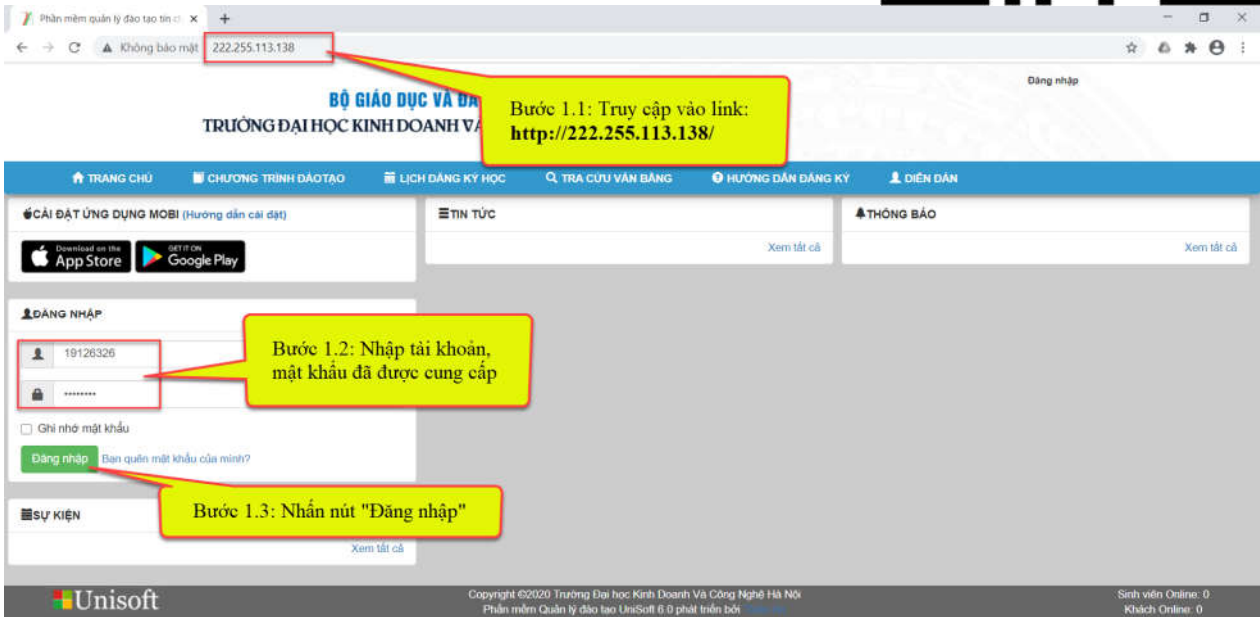 Phần mềm quản lý đào tạo tín c
Không bảo mật
222.255.113.138
Đăng nhập
BỘ GIÁO DỤC VÀ ĐÀ
TRƯỜNG ĐẠI HỌC KINH DOANH VÀ
Bước 1.1: Truy cập vào link:
http://222.255.113.138/
TRANG CHỦ
CHƯƠNG TRÌNH ĐÀO TẠO
LỊCH ĐĂNG KÝ HỌC
TRA CỨU VĂN BẰNG
HƯỚNG DẪN ĐĂNG KÝ
DIỄN ĐÀN
CÀI ĐẶT ỨNG DỤNG MOBI (Hướng dẫn cài đặt)
TIN TỨC
THÔNG BÁO
Download on the
App Store
GET IT ON
Google Play
Xem tất cả
Xem tất cả
ĐĂNG NHẬP
19126326
Bước 1.2: Nhập tài khoản,
mật khẩu đã được cung cấp
Ghi nhớ mật khẩu
Đăng nhập
Bạn quên mật khẩu của mình?
Bước 1.3: Nhấn nút "Đăng nhập"
SỰ KIỆN
Xem tất cả
Unisoft
Copyright ©2020 Trường Đại học Kinh Doanh Và Công Nghệ Hà Nội
Phần mềm Quản lý đào tạo UniSoft 6.0 phát triển bởi
Sinh viên Online: 0
Khách Online: 0